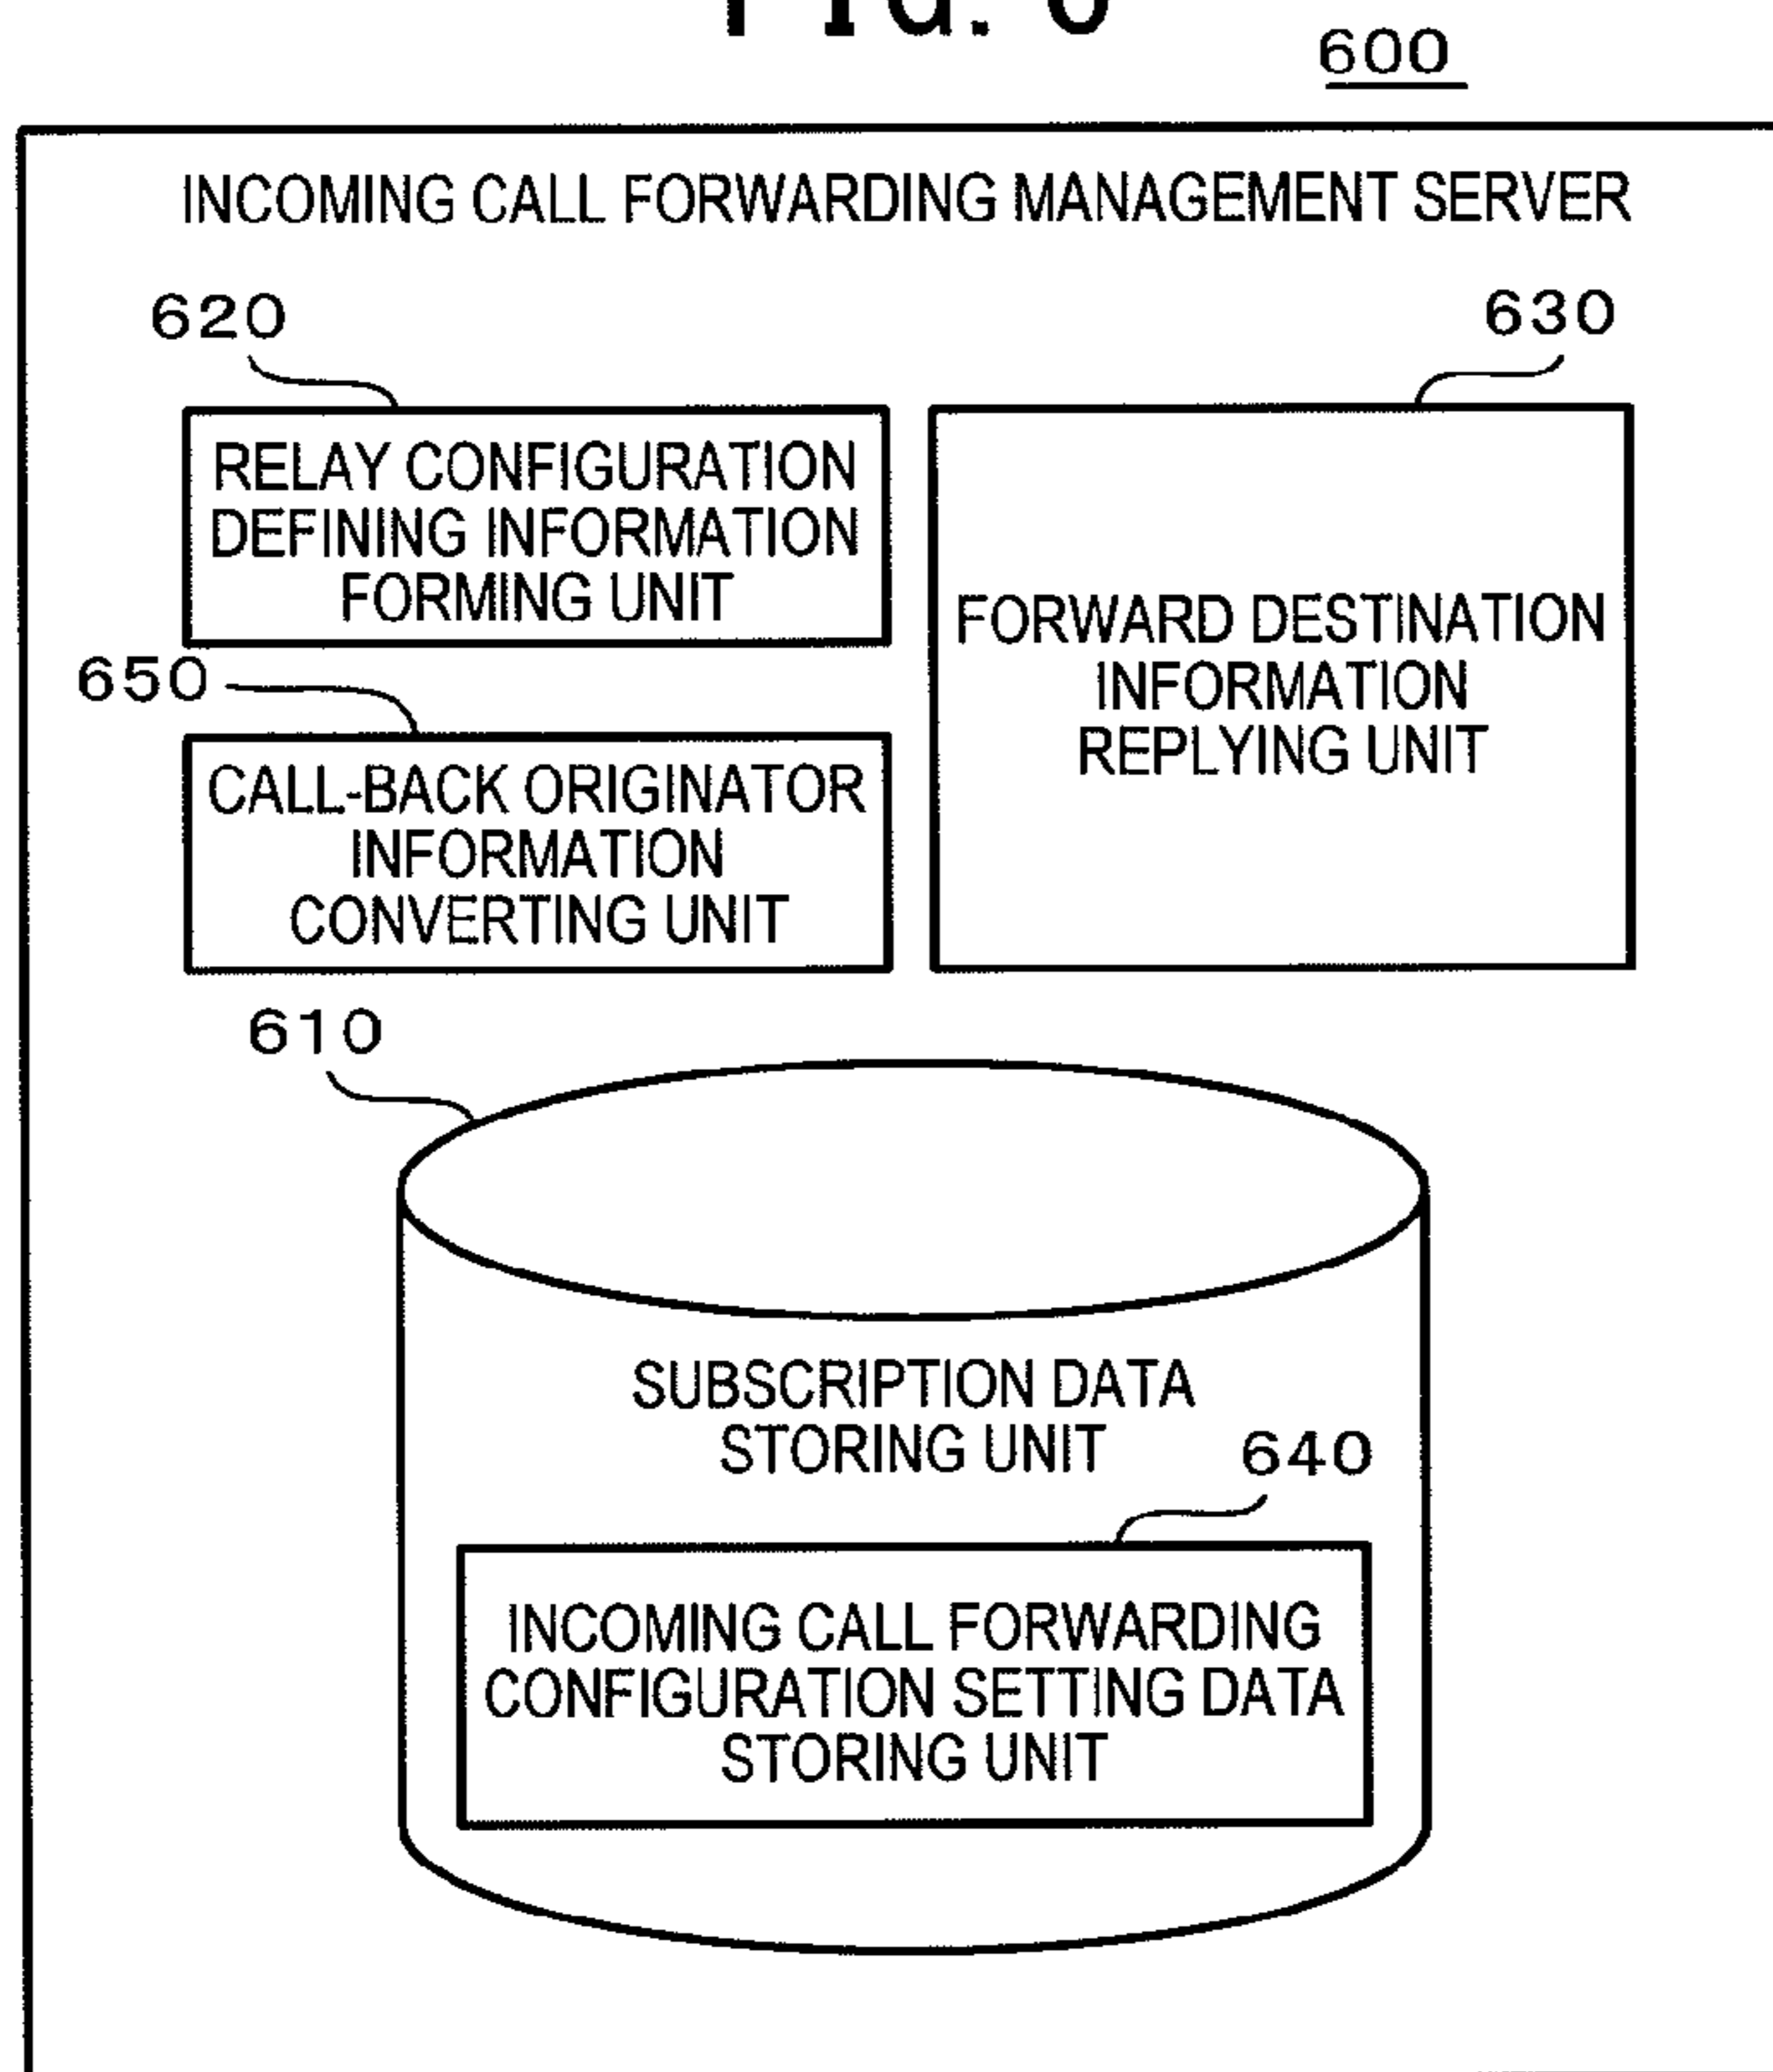 600
INCOMING CALL FORWARDING MANAGEMENT SERVER
620
630
RELAY CONFIGURATION
DEFINING INFORMATION
FORMING UNIT
FORWARD DESTINATION
INFORMATION
REPLYING UNIT
650
CALL-BACK ORIGINATOR
INFORMATION
CONVERTING UNIT
610
SUBSCRIPTION DATA
STORING UNIT
640
INCOMING CALL FORWARDING
CONFIGURATION SETTING DATA
STORING UNIT